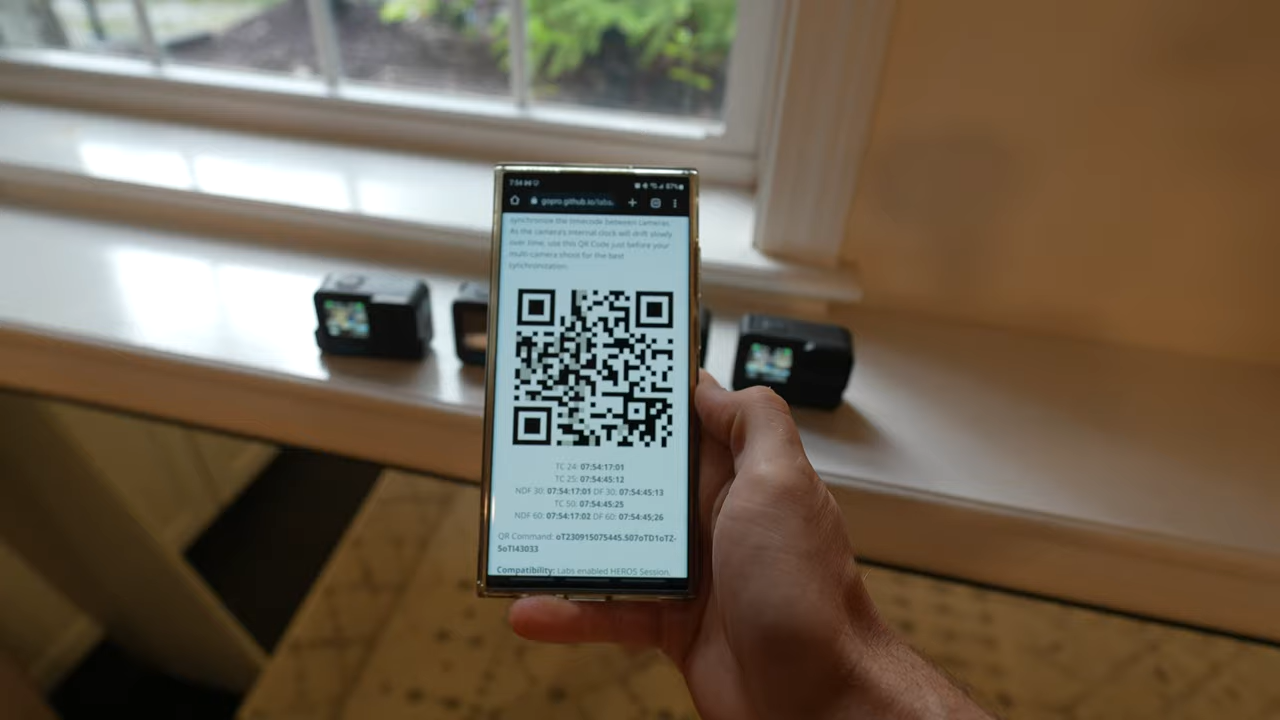 7:54
87%
gopro.github.io/labs.
synchronize the timecode between cameras.
As the camera's internal clock will drift slowly
over time, use this QR Code just before your
multi-camera shoot for the best
synchronization.
TC 24: 07:54:17:01
TC 25: 07:54:45:12
NDF 30: 07:54:17:01 DF 30: 07:54:45:13
TC 50: 07:54:45:25
NDF 60: 07:54:17:02 DF 60: 07:54:45;26
QR Command: oT230915075445.507oTD1oTZ-
5oTI43033
Compatibility: Labs enabled HERO5 Session,